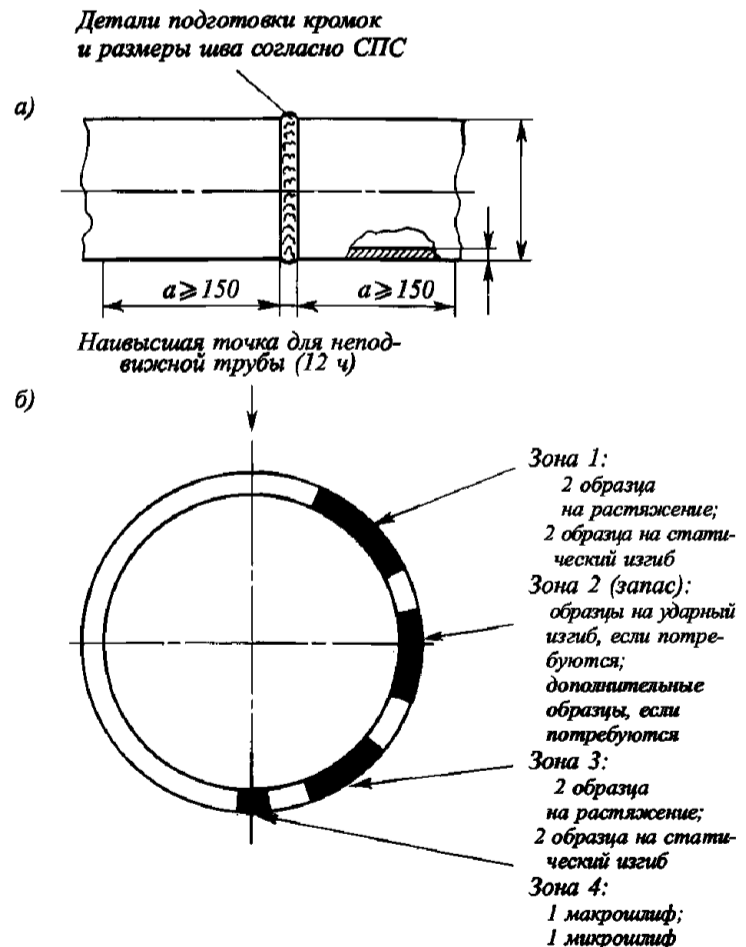 Детали подготовки кромок
и размеры шва согласно СПС
а)
a⩾150
a⩾150
Наивысшая точка для непод-
вижной трубы (12 ч)
б)
Зона 1:
2 образца
на растяжение;
2 образца на стати-
ческий изгиб
Зона 2 (запас):
образцы на ударный
изгиб, если потре-
буются;
дополнительные
образцы, если
потребуются
Зона 3:
2 образца
на растяжение;
2 образца на стати-
ческий изгиб
Зона 4:
1 макрошлиф;
1 микрошлиф